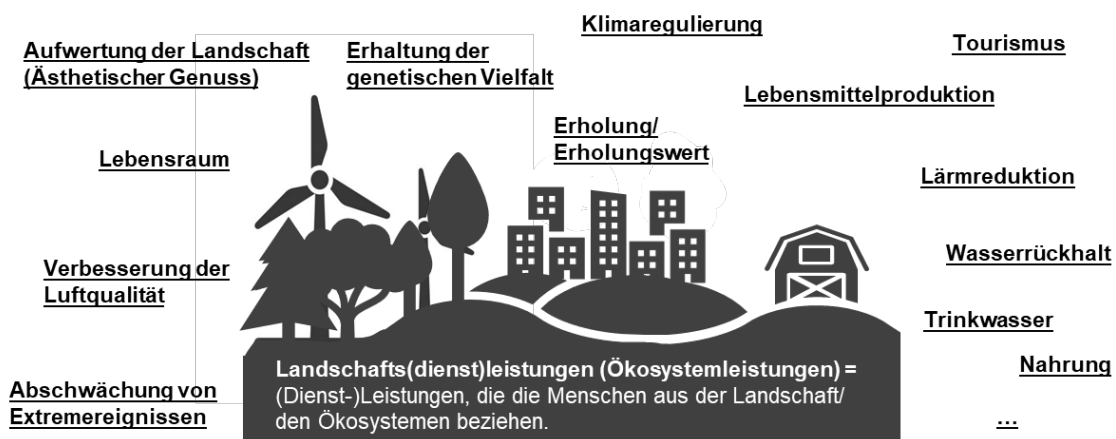 Klimaregulierung
Aufwertung der Landschaft
(Ästhetischer Genuss)
Erhaltung der
genetischen Vielfalt
Tourismus
Lebensmittelproduktion
Erholung/
Erholungswert
Lebensraum
Lärmreduktion
Verbesserung der
Luftqualität
Wasserrückhalt
Trinkwasser
Nahrung
Abschwächung von
Extremereignissen
...
Landschafts(dienst)leistungen (Ökosystemleistungen) =
(Dienst-)Leistungen, die die Menschen aus der Landschaft/
den Ökosystemen beziehen.